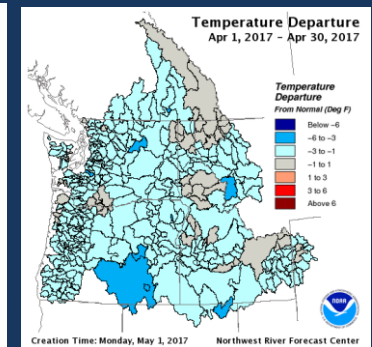 Temperature Departure
Apr 1, 2017 - Apr 30, 2017
Temperature
Departure
From Normal (Deg F)
Below -6
-6 to -3
-3 to -1
-1 to 1
1 to 3
3 to 6
Above 6
NOAA
Creation Time: Monday, May 1, 2017
Northwest River Forecast Center